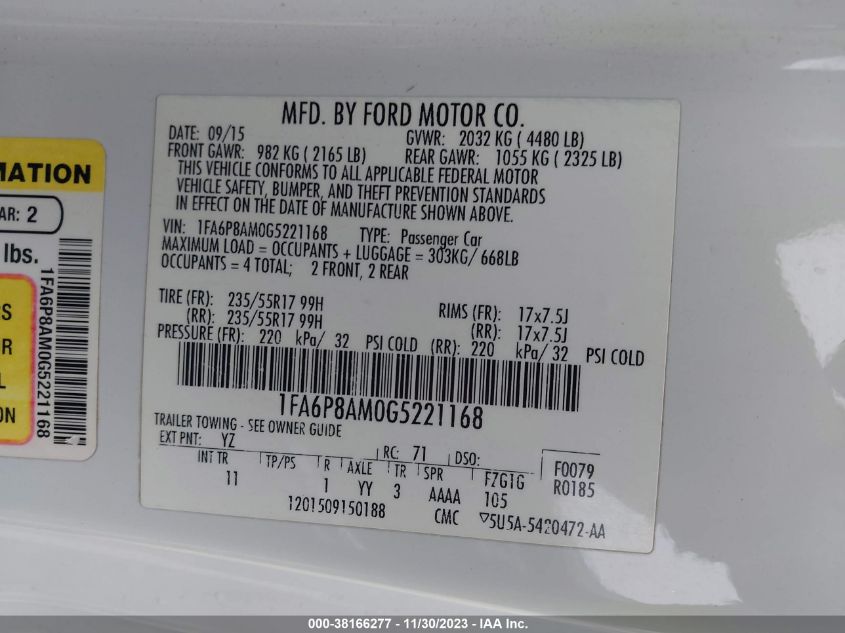 MFD. BY FORD MOTOR CO.
DATE: 09/15 GVWR: 2032 KG ( 4480 LB)
FRONT GAWR: 982 KG ( 2165 LB) REAR GAWR: 1055 KG ( 2325 LB)
THIS VEHICLE CONFORMS TO ALL APPLICABLE FEDERAL MOTOR
VEHICLE SAFETY, BUMPER, AND THEFT PREVENTION STANDARDS
IN EFFECT ON THE DATE OF MANUFACTURE SHOWN ABOVE.
VIN: 1FA6P8AM0G5221168 TYPE: Passenger Car
MAXIMUM LOAD = OCCUPANTS + LUGGAGE = 303KG/ 668LB
OCCUPANTS = 4 TOTAL; 2 FRONT, 2 REAR
TIRE (FR): 235/55R17 99H RIMS (FR): 17x7.5J
(RR): 235/55R17 99H (RR): 17x7.5J
PRESSURE (FR): 220 kPa/ 32 PSI COLD (RR): 220 kPa/ 32 PSI COLD
1FA6P8AM0G5221168
TRAILER TOWING - SEE OWNER GUIDE
EXT PNT: YZ RC: 71 DSO: F0079
INT TR TP/PS R AXLE TR SPR FZG1G R0185
11 1 YY 3 AAAA 105
1201509150188 CMC ▽5U5A-5420472-AA
MATION
AR: 2
lbs.
1FA6P8AM0G5221168
PS
R
L
ON
000-38166277 - 11/30/2023 - IAA Inc.